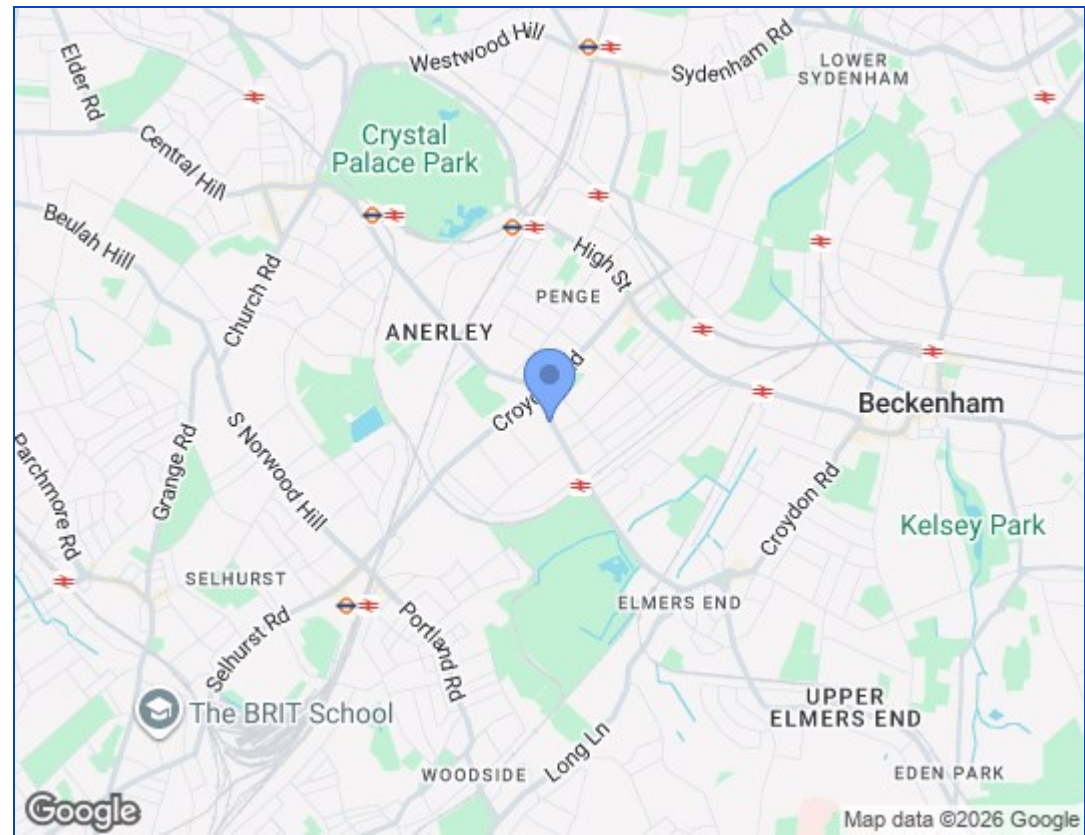 Elder Rd
Westwood Hill
Sydenham Rd
LOWER
SYDENHAM
Central Hill
Crystal
Palace Park
Beulah Hill
Church Rd
High St
PENGE
ANERLEY
Croydon Rd
Beckenham
Parchmore Rd
Grange Rd
S Norwood Hill
Croydon Rd
Kelsey Park
SELHURST
ELMERS END
Selhurst Rd
Portland Rd
The BRIT School
UPPER
ELMERS END
Long Ln
WOODSIDE
EDEN PARK
Google
Map data ©2026 Google